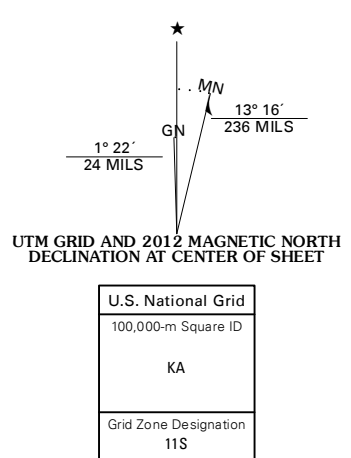 ★
MN
GN
13° 16´
236 MILS
1° 22´
24 MILS
UTM GRID AND 2012 MAGNETIC NORTH
DECLINATION AT CENTER OF SHEET
U.S. National Grid
100,000-m Square ID
KA
Grid Zone Designation
11S